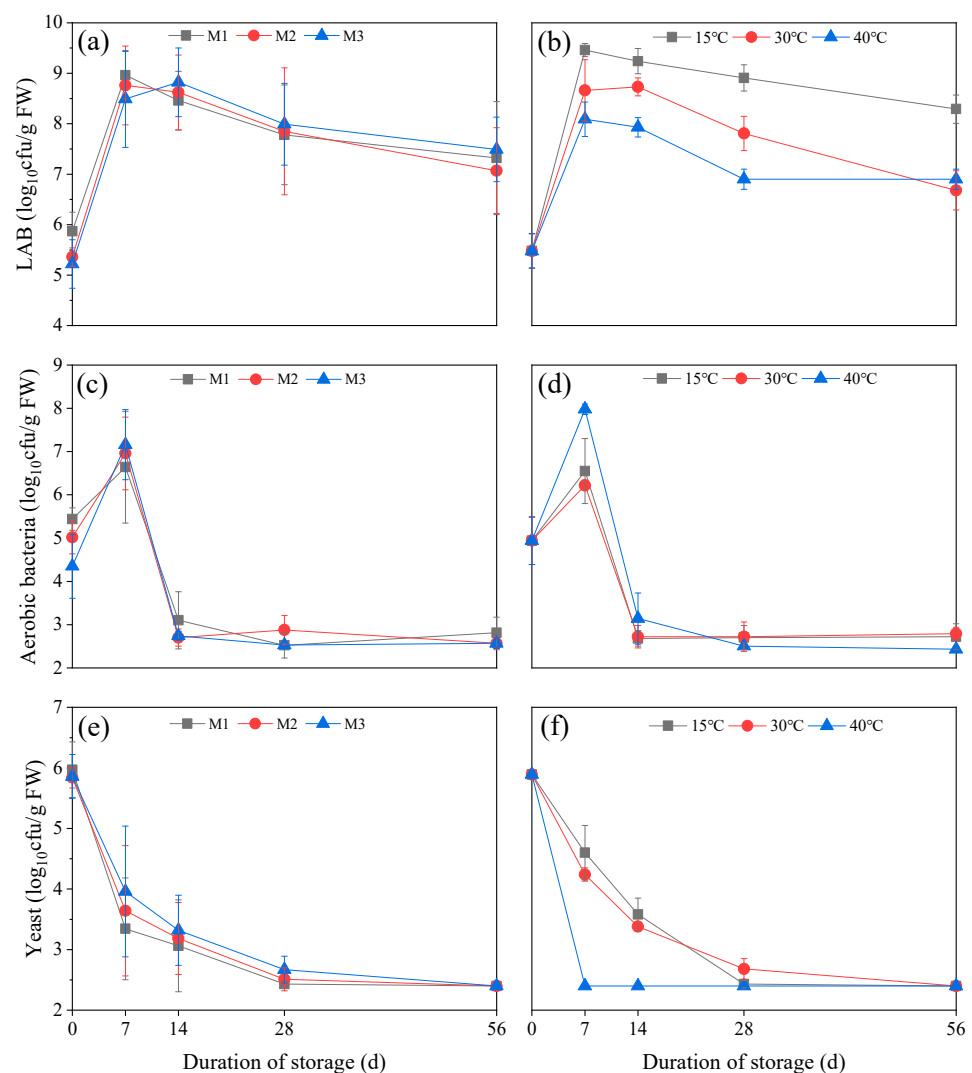 (a)
M1 M2 M3
10
9
8
7
6
5
4
LAB (log₁₀cfu/g FW)
(b)
15℃ 30℃ 40℃
(c)
M1 M2 M3
9
8
7
6
5
4
3
2
Aerobic bacteria (log₁₀cfu/g FW)
(d)
15℃ 30℃ 40℃
(e)
M1 M2 M3
7
6
5
4
3
2
Yeast (log₁₀cfu/g FW)
0 7 14 28 56
Duration of storage (d)
(f)
15℃ 30℃ 40℃
0 7 14 28 56
Duration of storage (d)